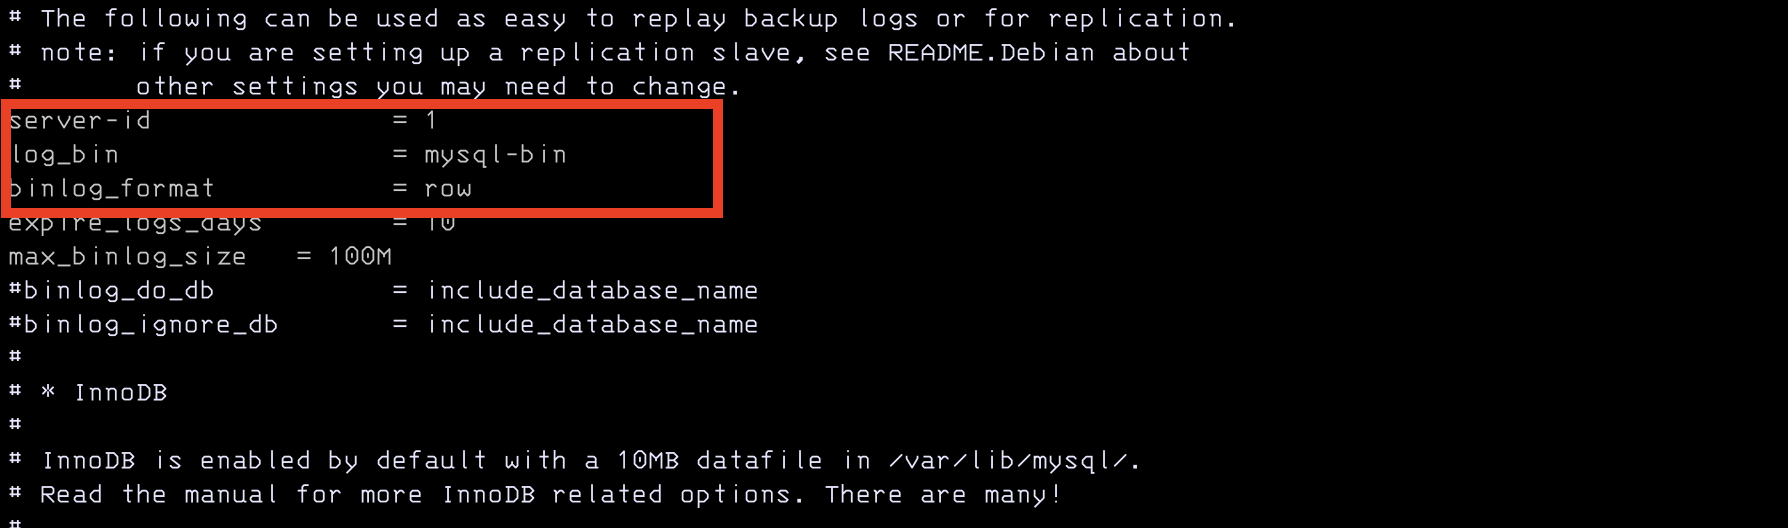 # The following can be used as easy to replay backup logs or for replication.
# note: if you are setting up a replication slave, see README.Debian about
#       other settings you may need to change.
server-id               = 1
log_bin                 = mysql-bin
binlog_format           = row
expire_logs_days        = 10
max_binlog_size   = 100M
#binlog_do_db           = include_database_name
#binlog_ignore_db       = include_database_name
#
# * InnoDB
#
# InnoDB is enabled by default with a 10MB datafile in /var/lib/mysql/.
# Read the manual for more InnoDB related options. There are many!
#